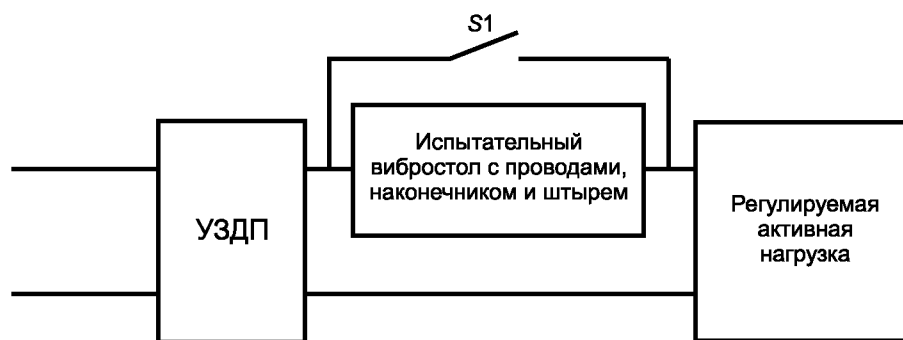 S1
Испытательный
вибростол с проводами,
наконечником и штырем
УЗДП
Регулируемая
активная
нагрузка